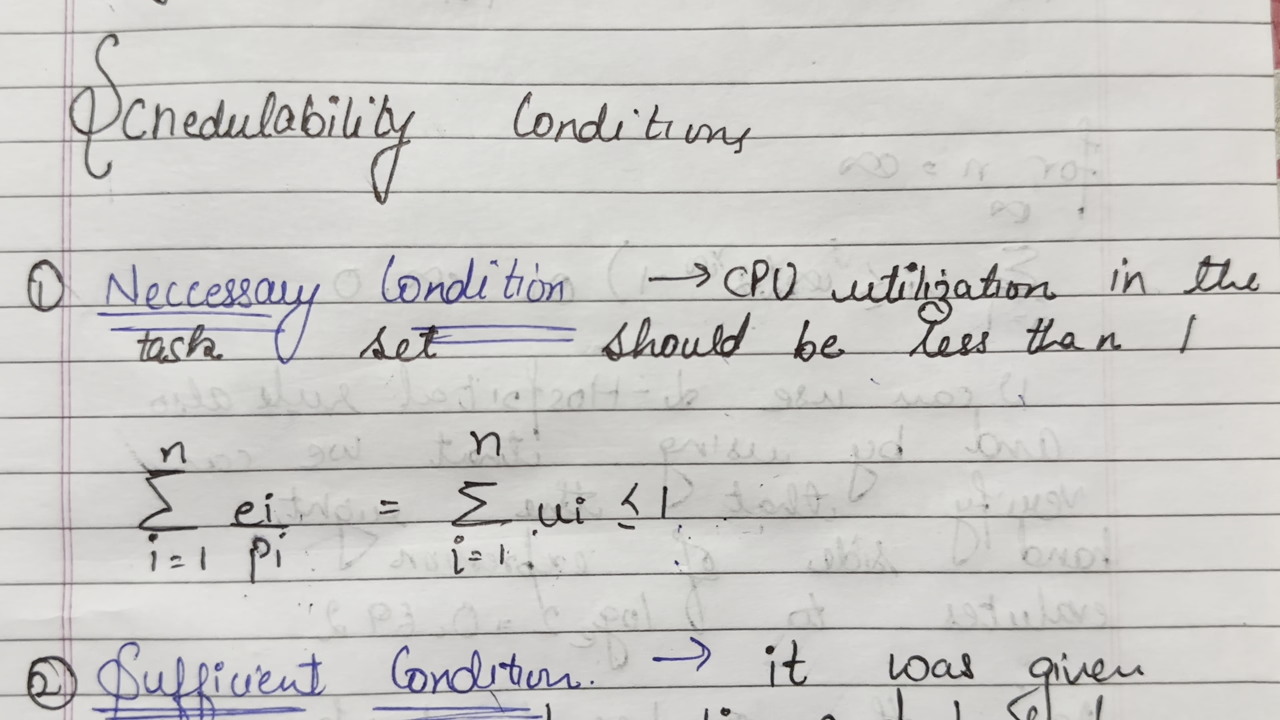 Schedulability Conditions
① Neccessary Condition → CPU utilization in the
task set should be less than 1
n n
∑ ei/pi = ∑ ui ≤ 1
i=1 i=1
② Sufficient Condition. → it was given